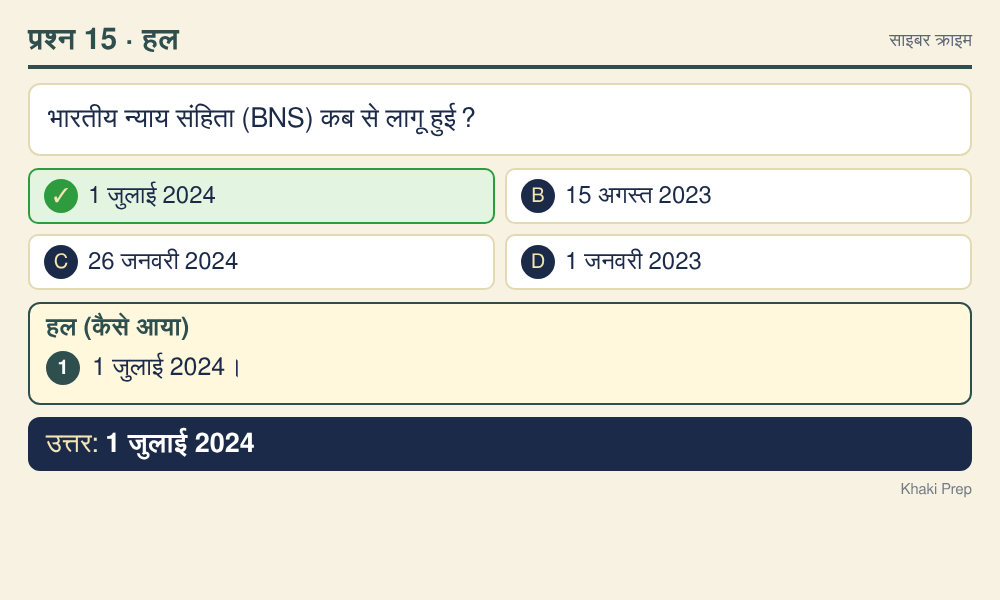 प्रश्न 15 · हल
साइबर क्राइम
भारतीय न्याय संहिता (BNS) कब से लागू हुई ?
✓ 1 जुलाई 2024
B 15 अगस्त 2023
C 26 जनवरी 2024
D 1 जनवरी 2023
हल (कैसे आया)
1 1 जुलाई 2024।
उत्तर: 1 जुलाई 2024
Khaki Prep